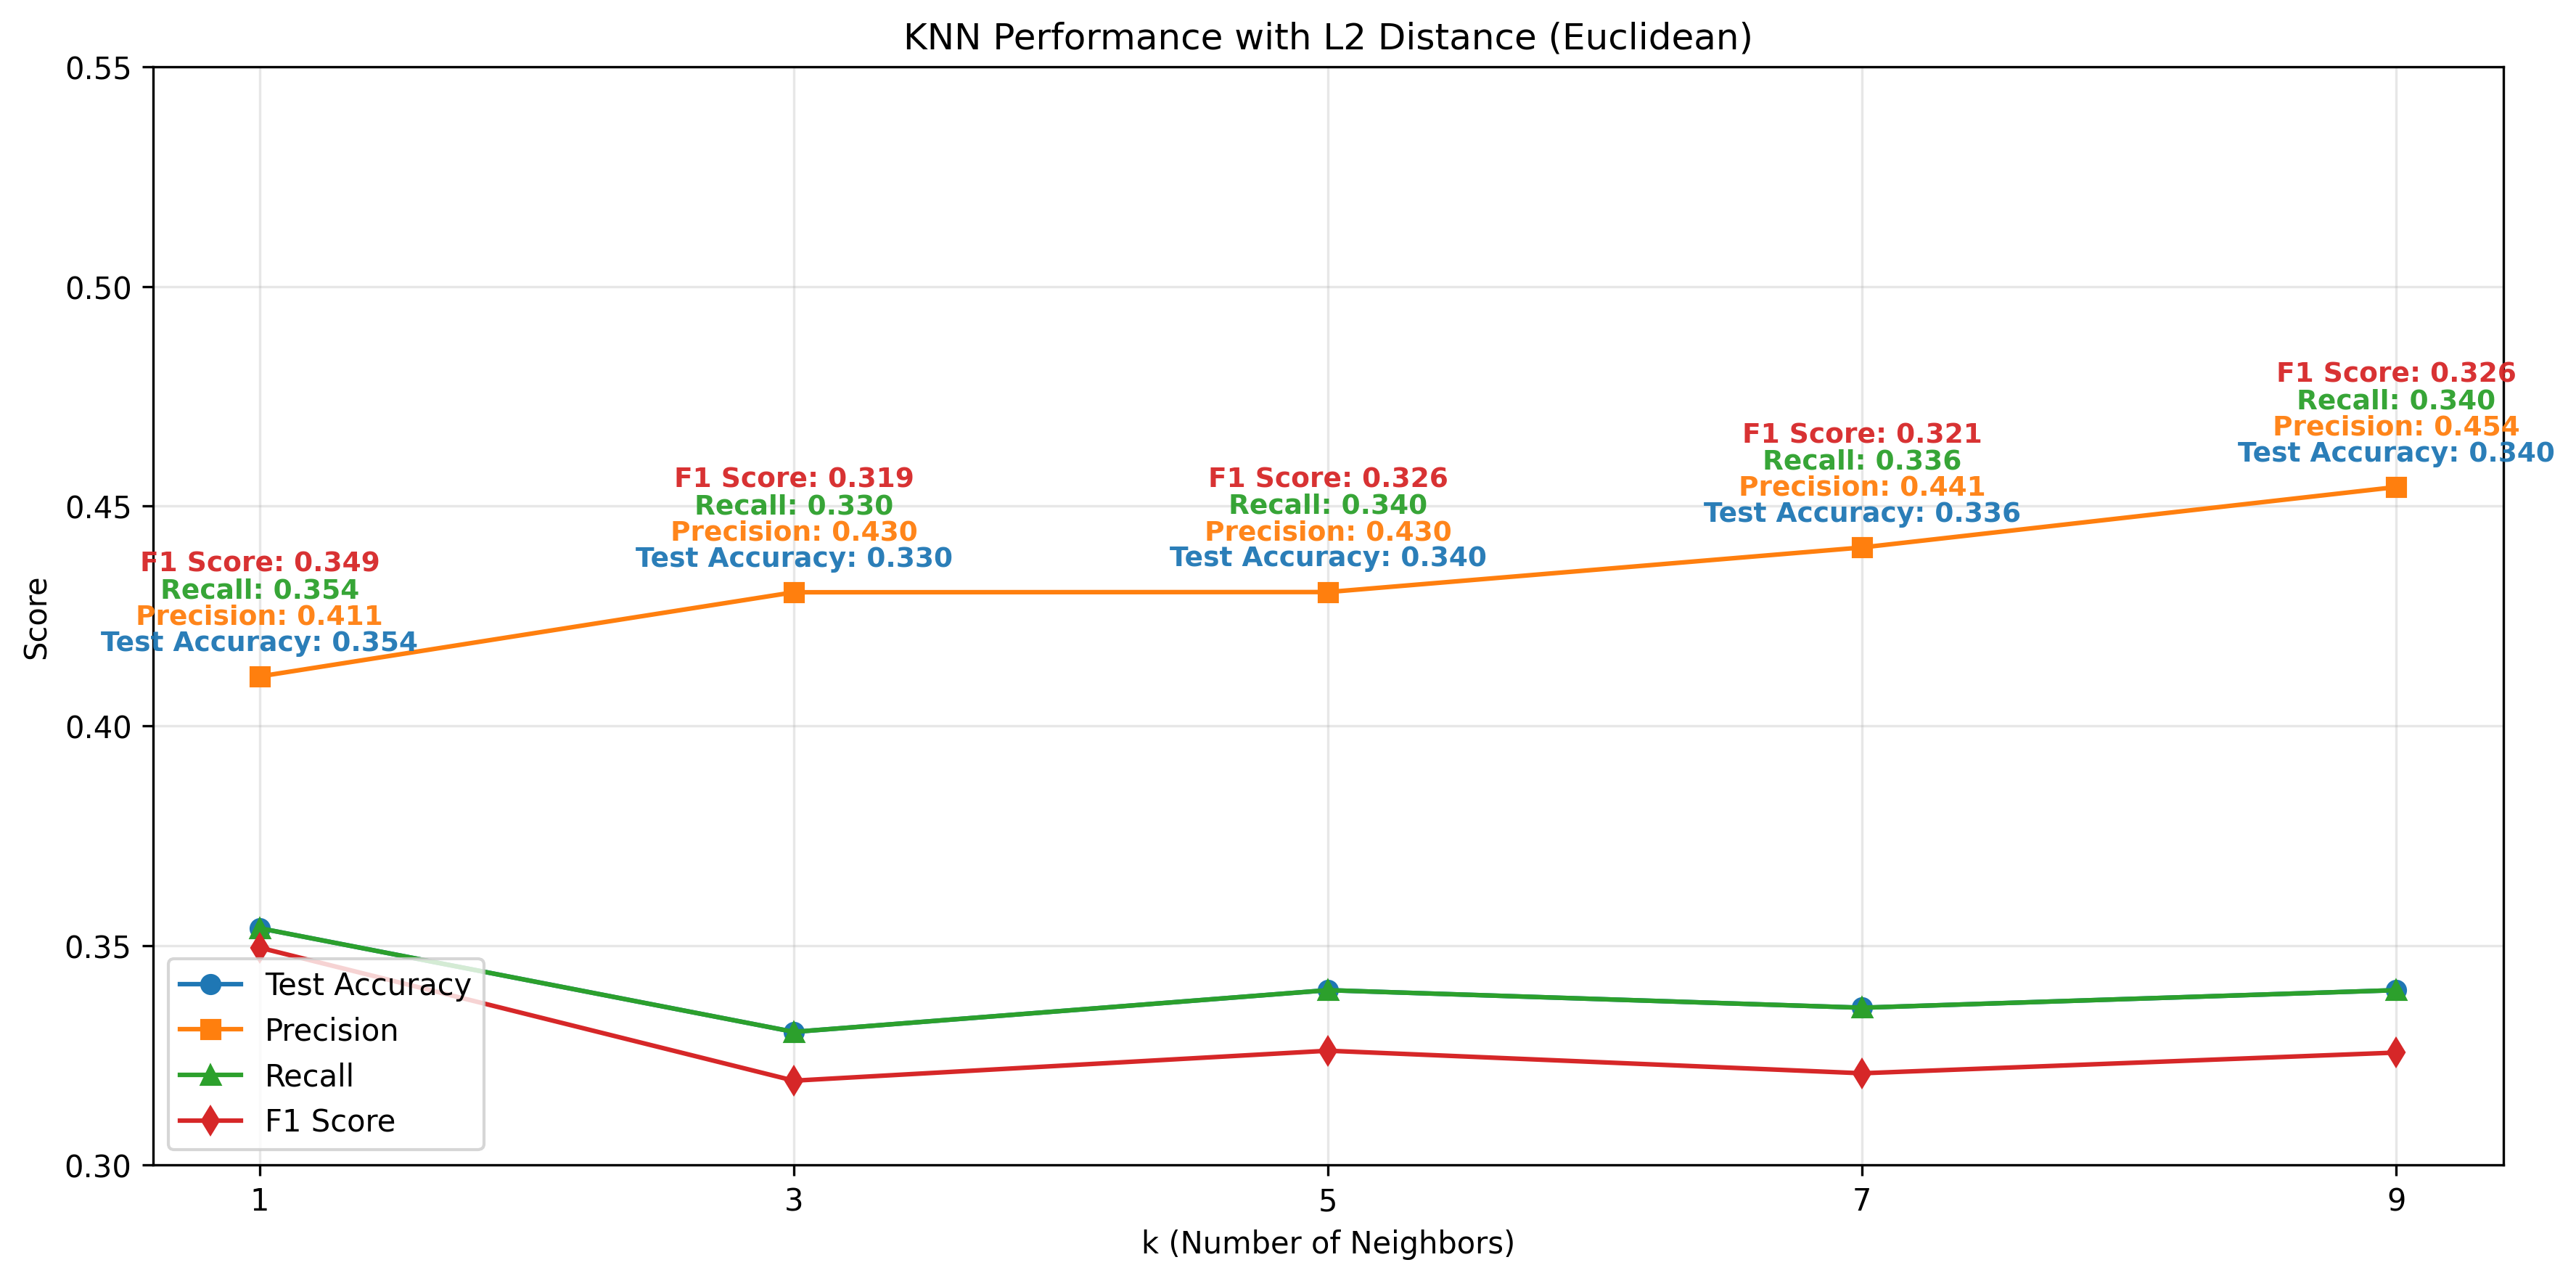 KNN Performance with L2 Distance (Euclidean)
0.55
0.50
0.45
0.40
0.35
0.30
Score
F1 Score: 0.349
Recall: 0.354
Precision: 0.411
Test Accuracy: 0.354
F1 Score: 0.319
Recall: 0.330
Precision: 0.430
Test Accuracy: 0.330
F1 Score: 0.326
Recall: 0.340
Precision: 0.430
Test Accuracy: 0.340
F1 Score: 0.321
Recall: 0.336
Precision: 0.441
Test Accuracy: 0.336
F1 Score: 0.326
Recall: 0.340
Precision: 0.454
Test Accuracy: 0.340
Test Accuracy
Precision
Recall
F1 Score
1 3 5 7 9
k (Number of Neighbors)